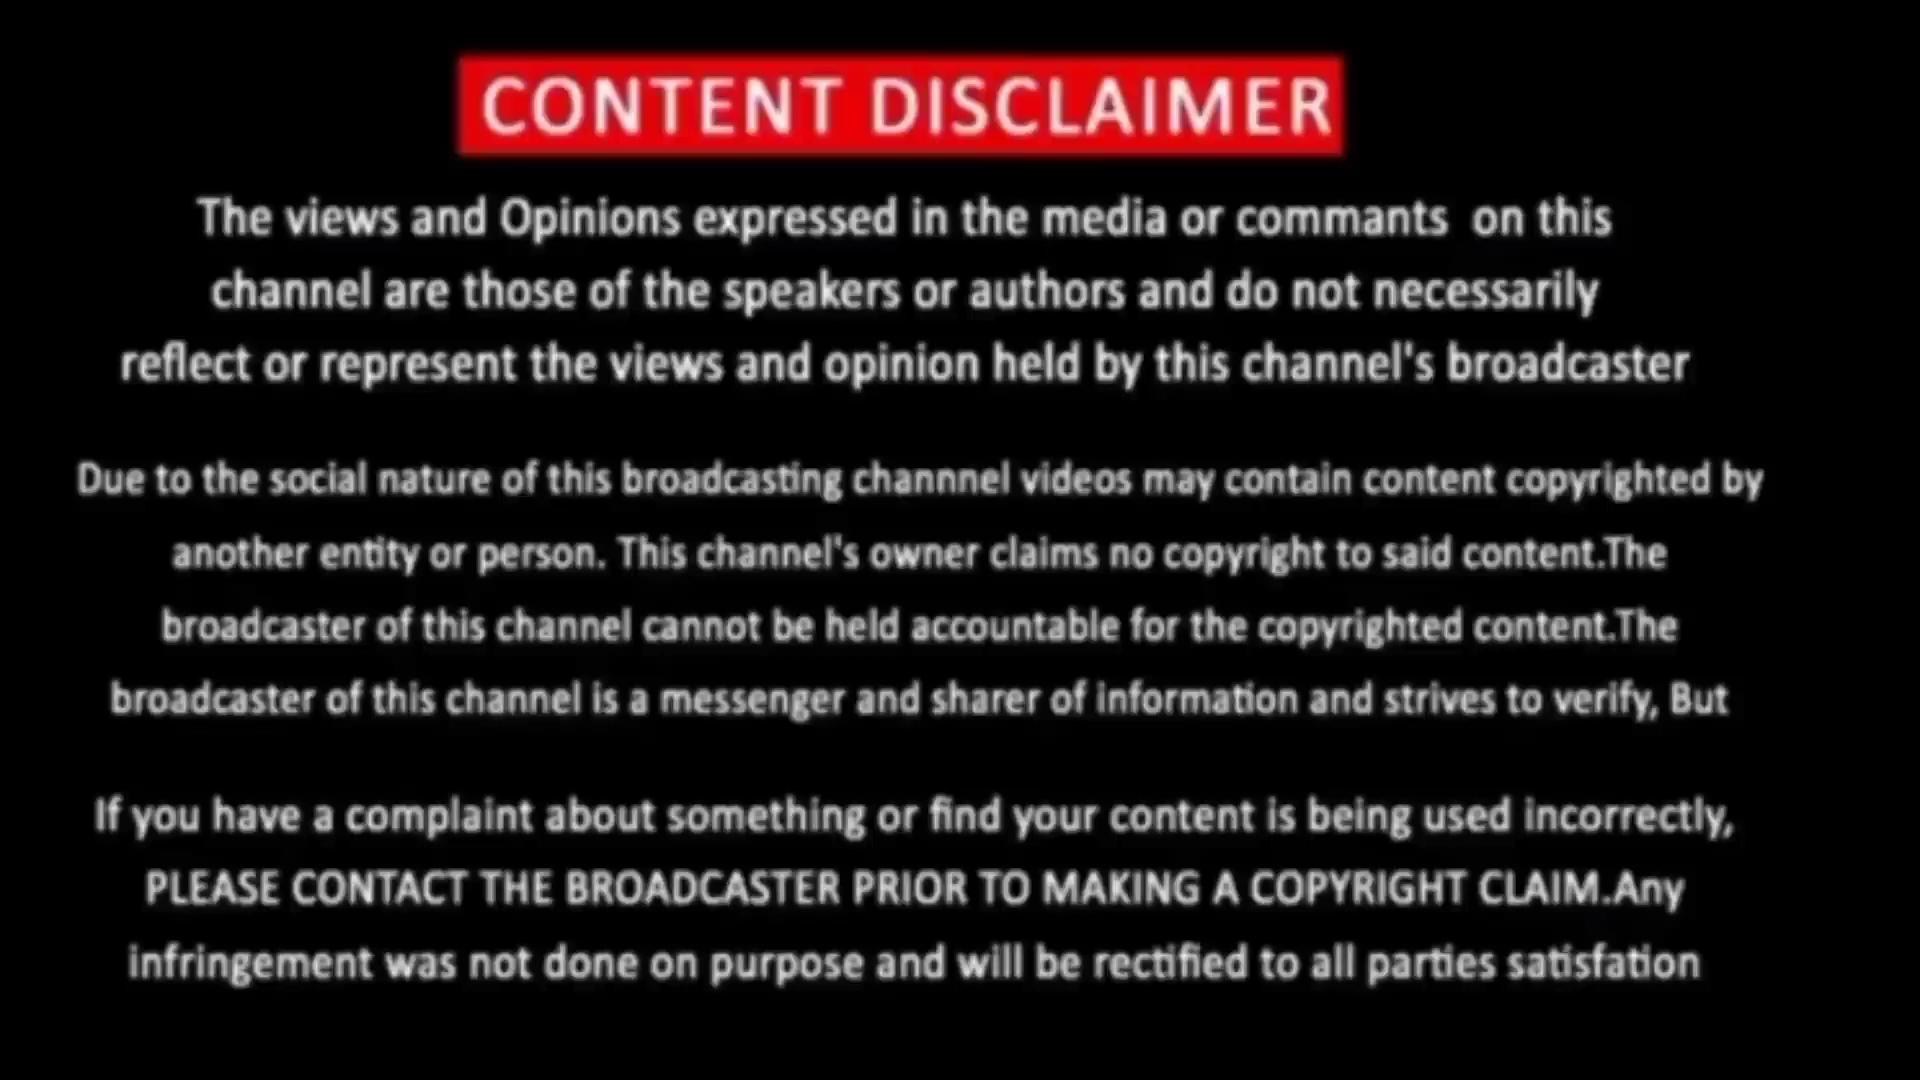 CONTENT DISCLAIMER
The views and Opinions expressed in the media or commants on this
channel are those of the speakers or authors and do not necessarily
reflect or represent the views and opinion held by this channel's broadcaster
Due to the social nature of this broadcasting channnel videos may contain content copyrighted by
another entity or person. This channel's owner claims no copyright to said content.The
broadcaster of this channel cannot be held accountable for the copyrighted content.The
broadcaster of this channel is a messenger and sharer of information and strives to verify, But
If you have a complaint about something or find your content is being used incorrectly,
PLEASE CONTACT THE BROADCASTER PRIOR TO MAKING A COPYRIGHT CLAIM.Any
infringement was not done on purpose and will be rectified to all parties satisfation